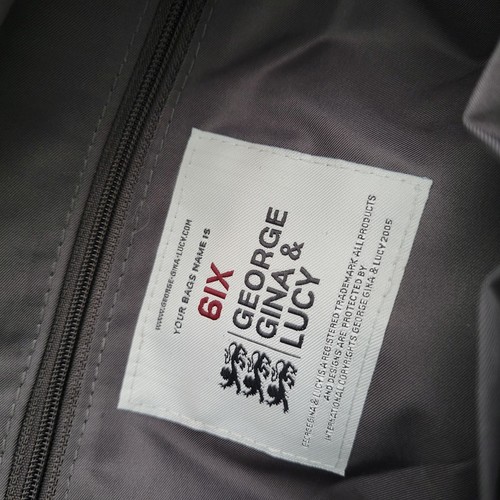 WWW.GEORGE-GINA-LUCY.COM
YOUR BAGS NAME IS
6IX
GEORGE
GINA &
LUCY
GEORGE GINA & LUCY IS A REGISTERED TRADEMARK ALL PRODUCTS
AND DESIGNS ARE PROTECTED BY
INTERNATIONAL COPYRIGHTS GEORGE GINA & LUCY 2005